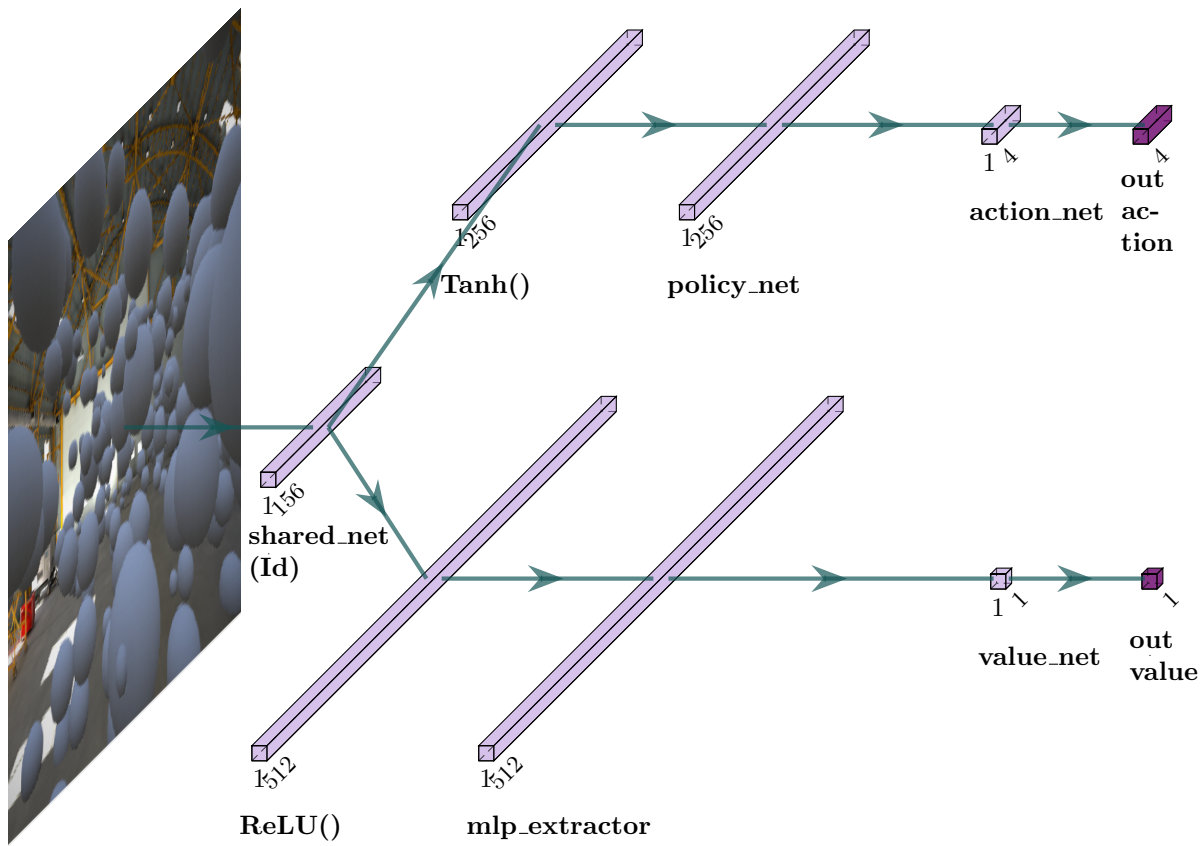 1
256
Tanh()
1
256
policy_net
1
4
action_net
4
out
ac-
tion
1
156
shared_net
(Id)
1
512
ReLU()
1
512
mlp_extractor
1
1
value_net
1
out
value